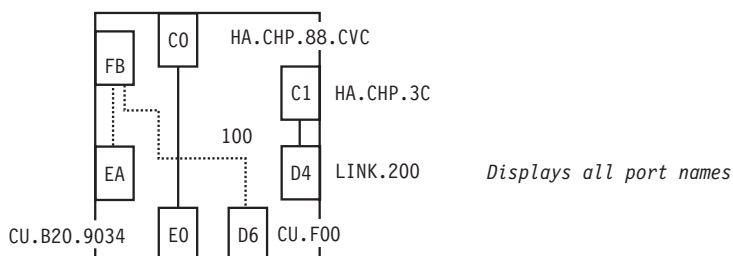 C0 HA.CHP.88.CVC
FB
C1 HA.CHP.3C
100
EA D4 LINK.200 Displays all port names
CU.B20.9034 E0 D6 CU.F00